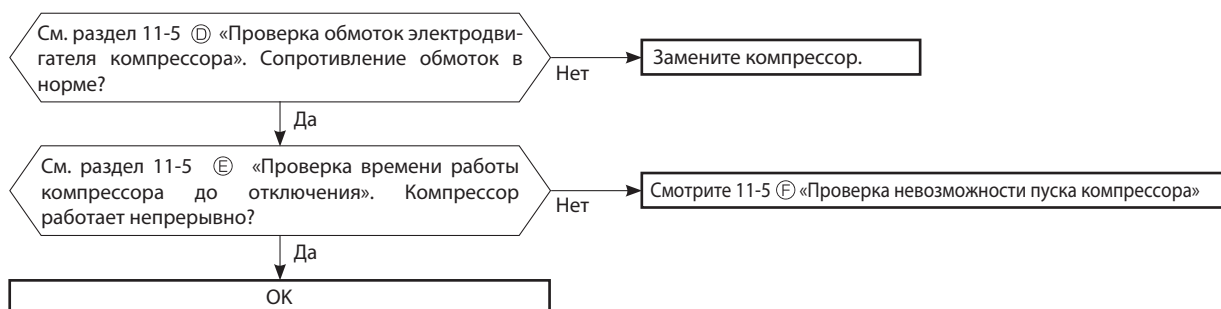 См. раздел 11-5 Ⓓ «Проверка обмоток электродви-
гателя компрессора». Сопротивление обмоток в
норме?
Нет
Замените компрессор.
Да
См. раздел 11-5 Ⓔ «Проверка времени работы
компрессора до отключения». Компрессор
работает непрерывно?
Нет
Смотрите 11-5 Ⓕ «Проверка невозможности пуска компрессора»
Да
OK